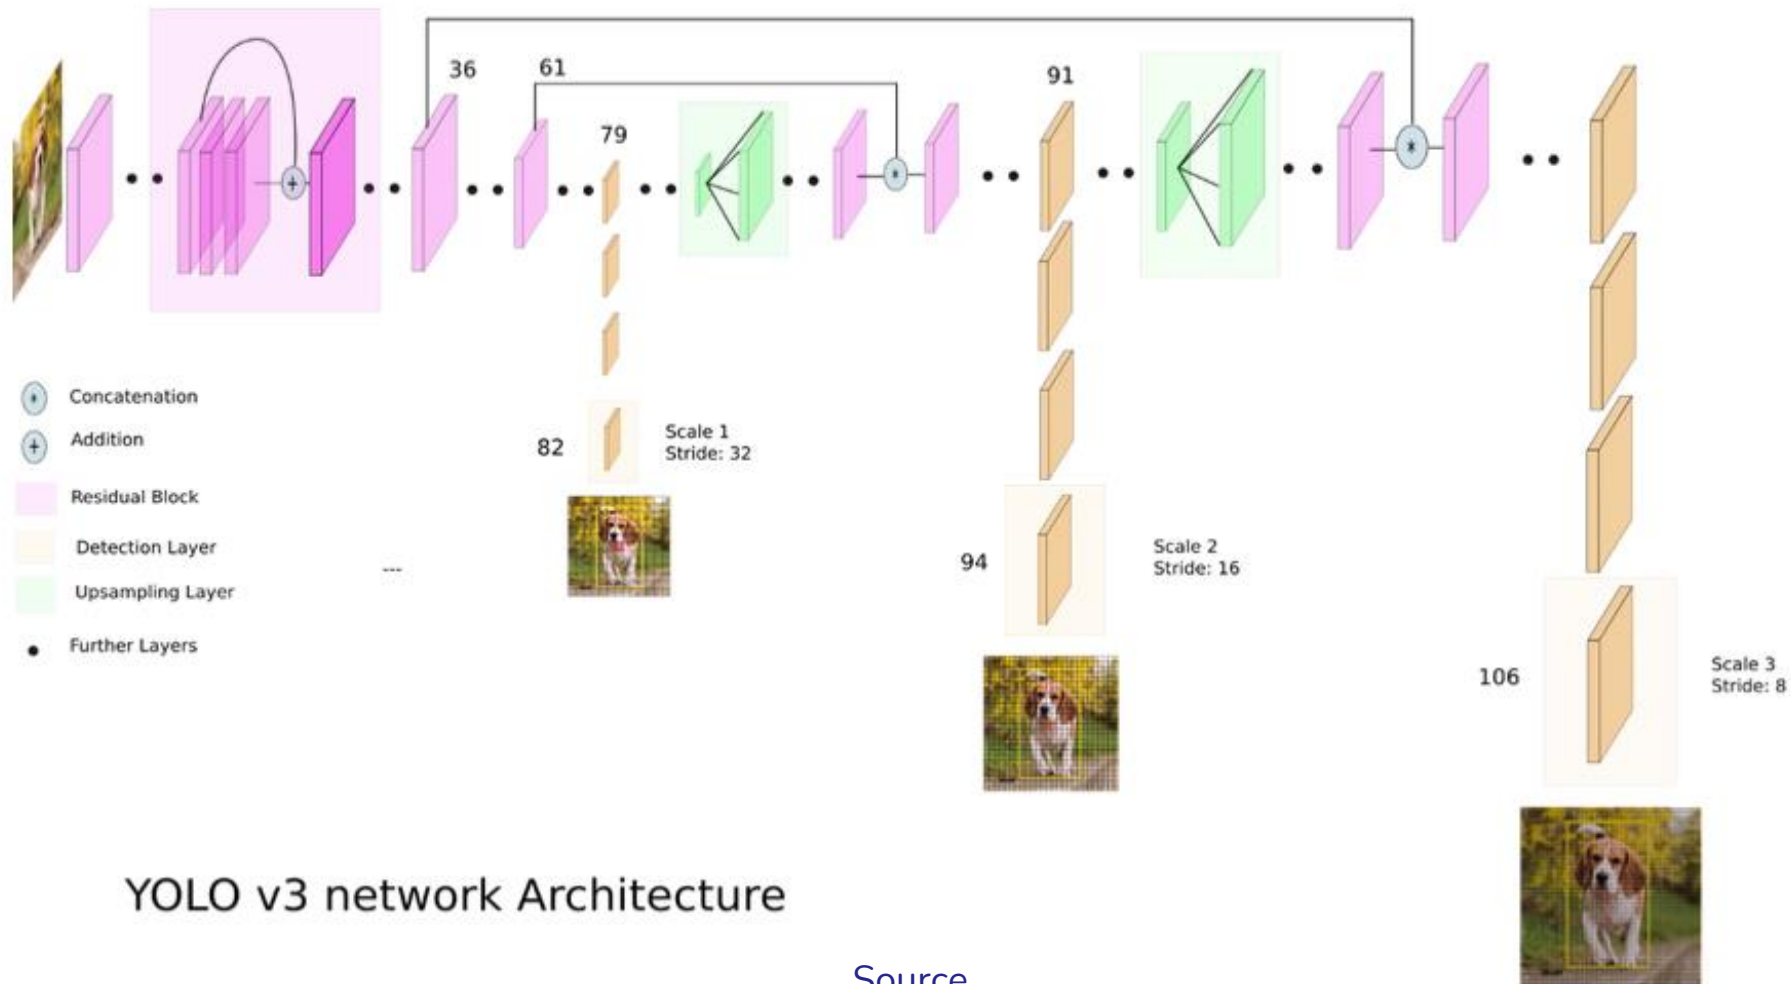 36
61
91
79
Concatenation
Addition
Residual Block
Detection Layer
Upsampling Layer
Further Layers
---
82
Scale 1
Stride: 32
94
Scale 2
Stride: 16
106
Scale 3
Stride: 8
YOLO v3 network Architecture
Source